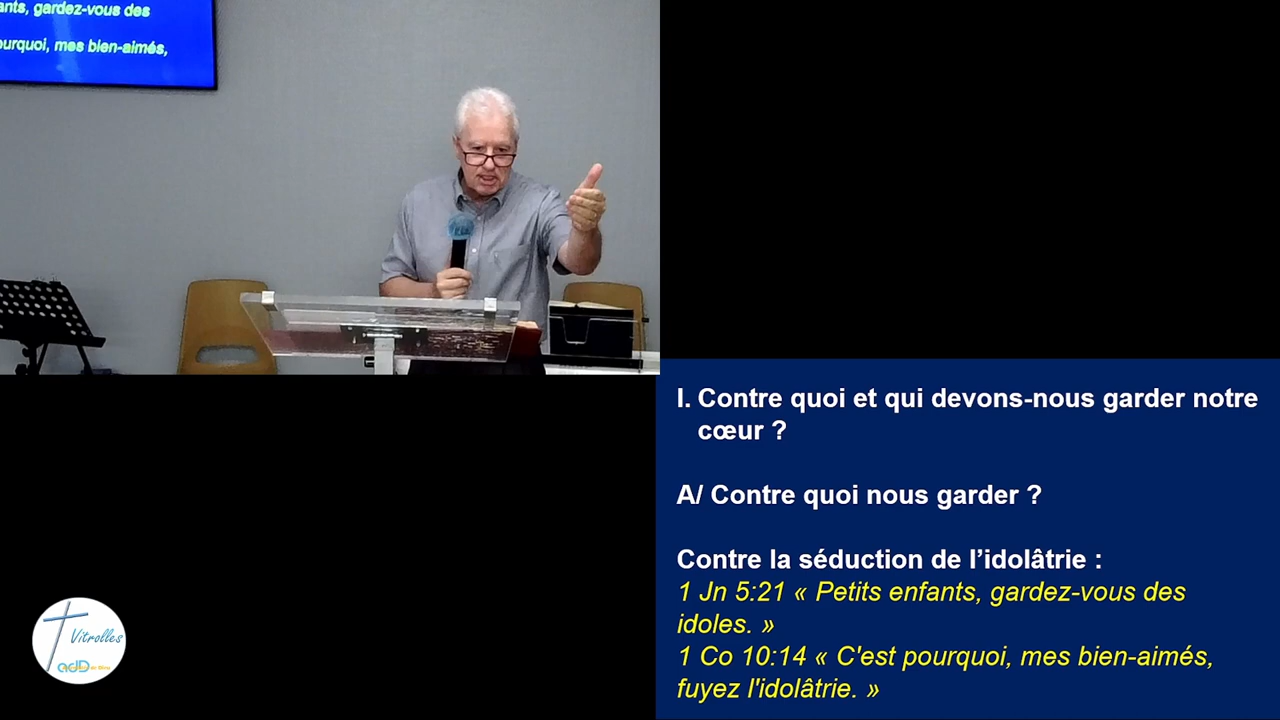 ants, gardez-vous des
ourquoi, mes bien-aimés,
I. Contre quoi et qui devons-nous garder notre
cœur ?
A/ Contre quoi nous garder ?
Contre la séduction de l’idolâtrie :
1 Jn 5:21 « Petits enfants, gardez-vous des
idoles. »
1 Co 10:14 « C'est pourquoi, mes bien-aimés,
fuyez l'idolâtrie. »
Vitrolles
adD